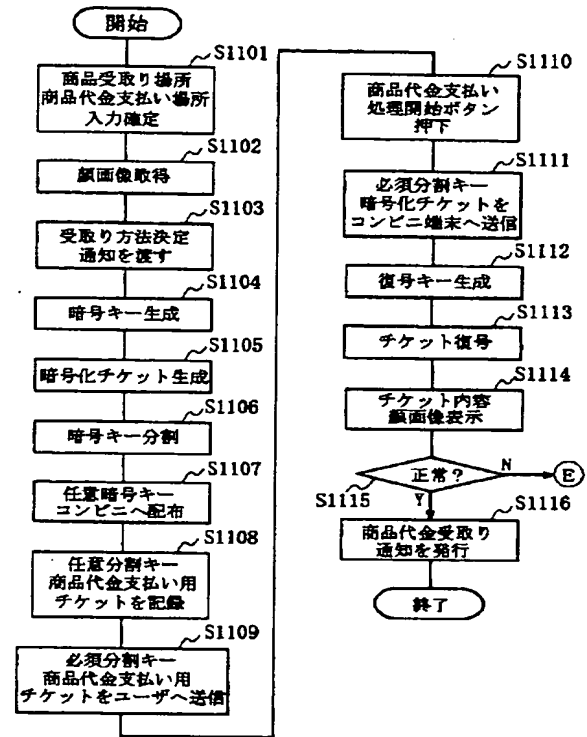 開始
S1101
商品受取り場所
商品代金支払い場所
入力確定
S1102
顔画像取得
S1103
受取り方法決定
通知を渡す
S1104
暗号キー生成
S1105
暗号化チケット生成
S1106
暗号キー分割
S1107
任意暗号キー
コンビニへ配布
S1108
任意分割キー
商品代金支払い用
チケットを記録
S1109
必須分割キー
商品代金支払い用
チケットをユーザへ送信
S1110
商品代金支払い
処理開始ボタン
押下
S1111
必須分割キー
暗号化チケットを
コンビニ端末へ送信
S1112
復号キー生成
S1113
チケット復号
S1114
チケット内容
顔画像表示
正常?
N
E
S1115
Y
S1116
商品代金受取り
通知を発行
終了